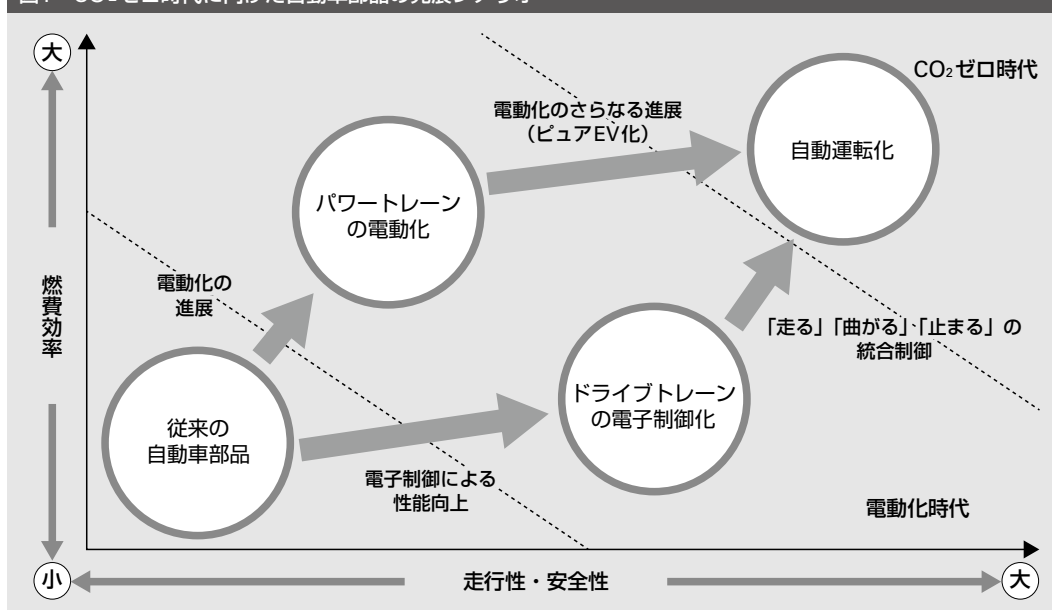 大
CO₂ゼロ時代
電動化のさらなる進展
(ピュアEV化)
自動運転化
パワートレーン
の電動化
電動化の
進展
燃費効率
「走る」「曲がる」「止まる」の
統合制御
ドライブトレーン
の電子制御化
従来の
自動車部品
電子制御による
性能向上
電動化時代
小
走行性・安全性
大